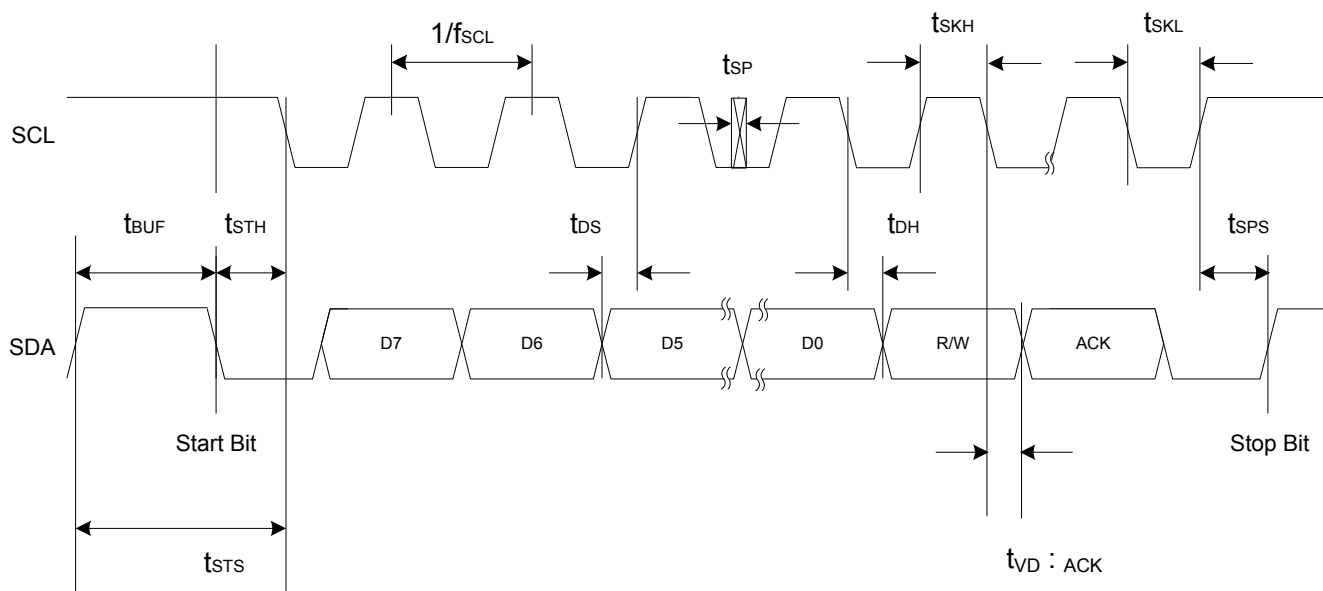 tSKH tSKL
1/fSCL
tSP
SCL
tBUF tSTH tDS tDH tSPS
SDA D7 D6 D5 D0 R/W ACK
Start Bit Stop Bit
tSTS tVD : ACK